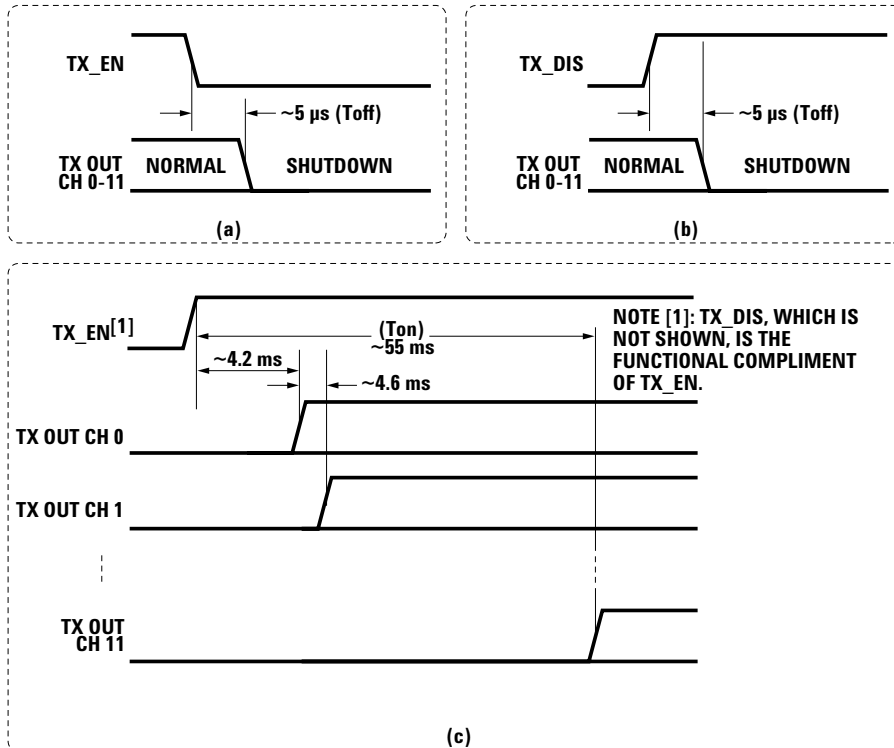 TX_EN
~5 µs (Toff)
TX OUT
CH 0-11
NORMAL
SHUTDOWN
(a)
TX_DIS
~5 µs (Toff)
TX OUT
CH 0-11
NORMAL
SHUTDOWN
(b)
TX_EN[1]
(Ton)
~55 ms
~4.2 ms
~4.6 ms
NOTE [1]: TX_DIS, WHICH IS
NOT SHOWN, IS THE
FUNCTIONAL COMPLIMENT
OF TX_EN.
TX OUT CH 0
TX OUT CH 1
TX OUT
CH 11
(c)